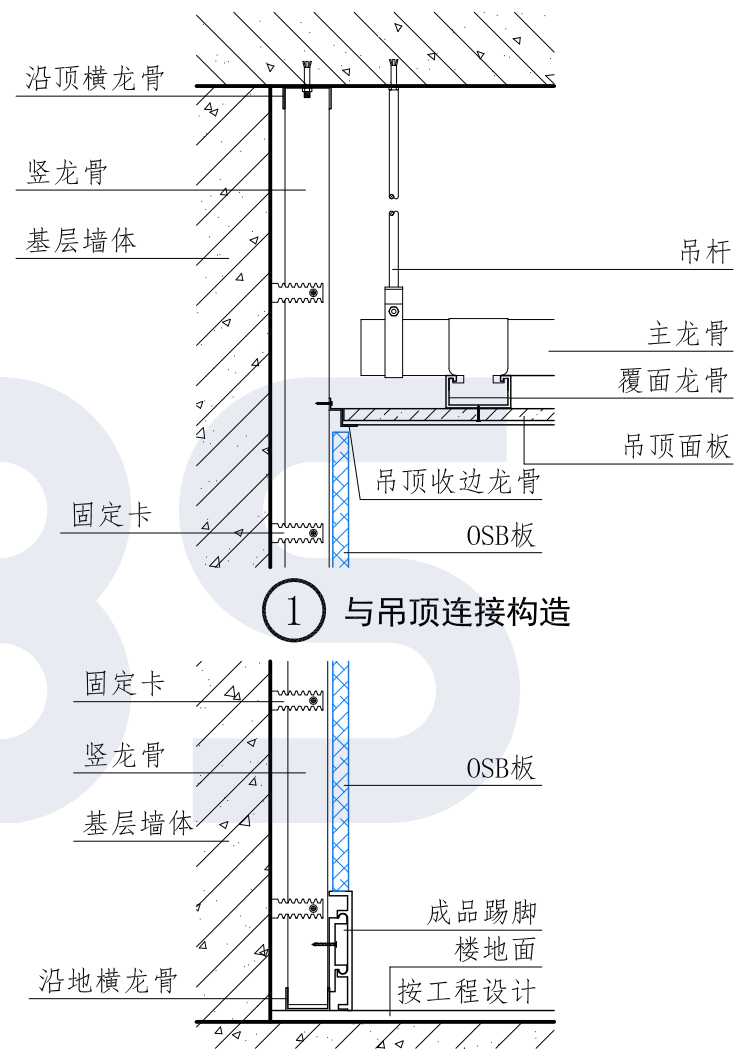 沿顶横龙骨
竖龙骨
基层墙体
吊杆
主龙骨
覆面龙骨
吊顶面板
吊顶收边龙骨
固定卡
OSB板
1 与吊顶连接构造
固定卡
竖龙骨
OSB板
基层墙体
成品踢脚
楼地面
沿地横龙骨
按工程设计
BS